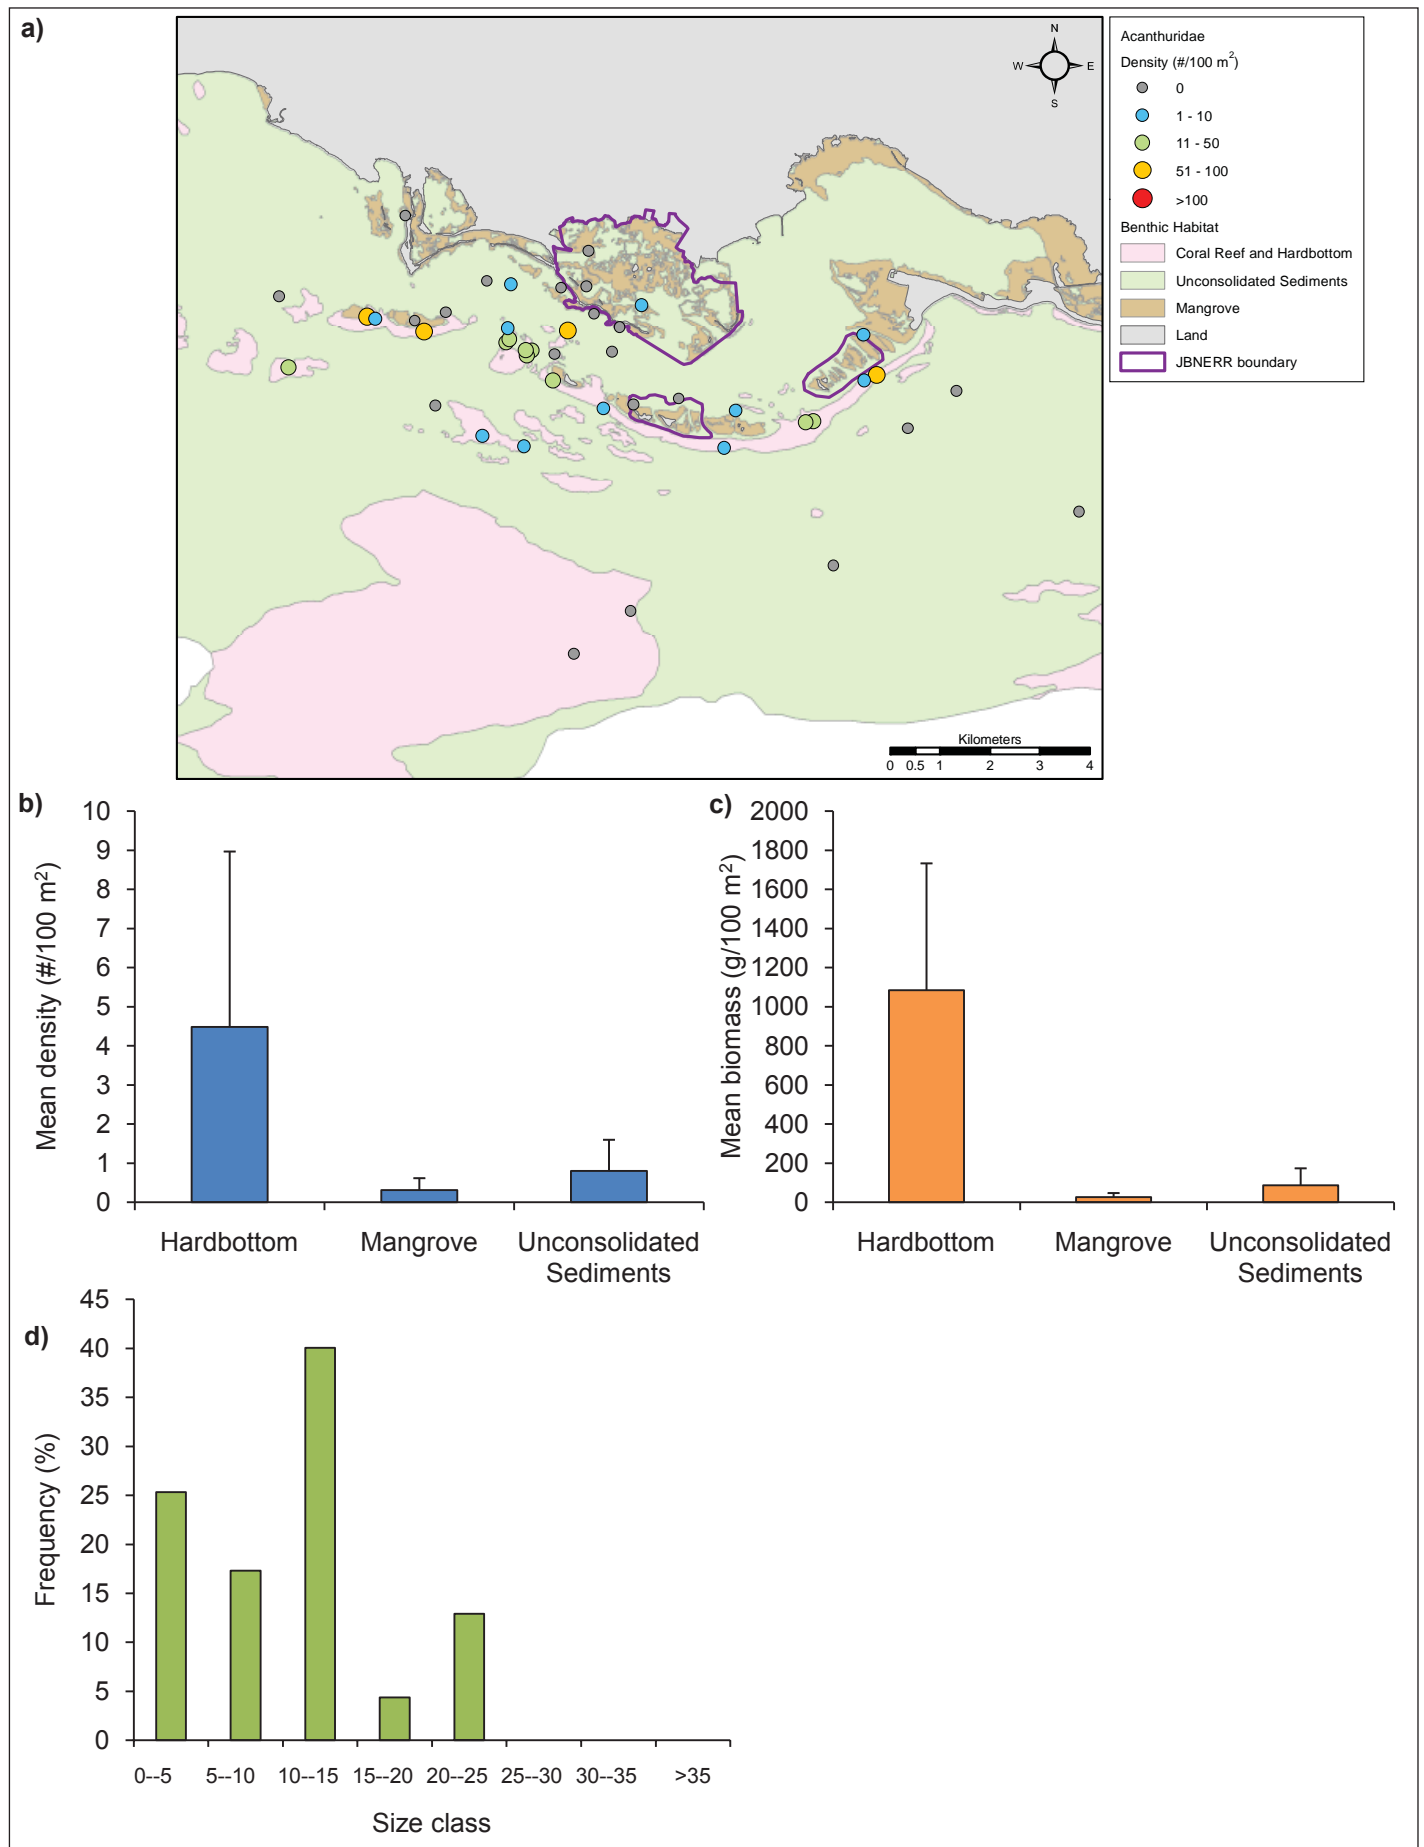 a)
N
W E
S
Acanthuridae
Density (#/100 m²)
0
1 - 10
11 - 50
51 - 100
>100
Benthic Habitat
Coral Reef and Hardbottom
Unconsolidated Sediments
Mangrove
Land
JBNERR boundary
Kilometers
0 0.5 1 2 3 4
b)
Mean density (#/100 m²)
10
9
8
7
6
5
4
3
2
1
0
Hardbottom Mangrove Unconsolidated
Sediments
c)
Mean biomass (g/100 m²)
2000
1800
1600
1400
1200
1000
800
600
400
200
0
Hardbottom Mangrove Unconsolidated
Sediments
d)
Frequency (%)
45
40
35
30
25
20
15
10
5
0
0--5 5--10 10--15 15--20 20--25 25--30 30--35 >35
Size class